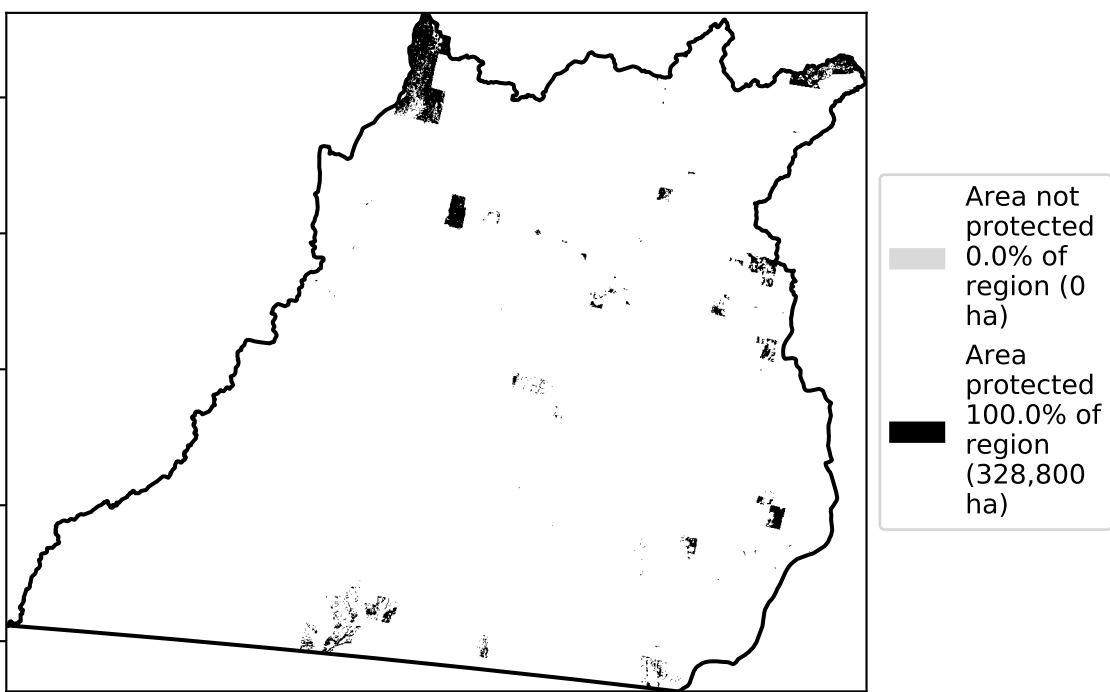 Area not
protected
0.0% of
region (0
ha)
Area
protected
100.0% of
region
(328,800
ha)